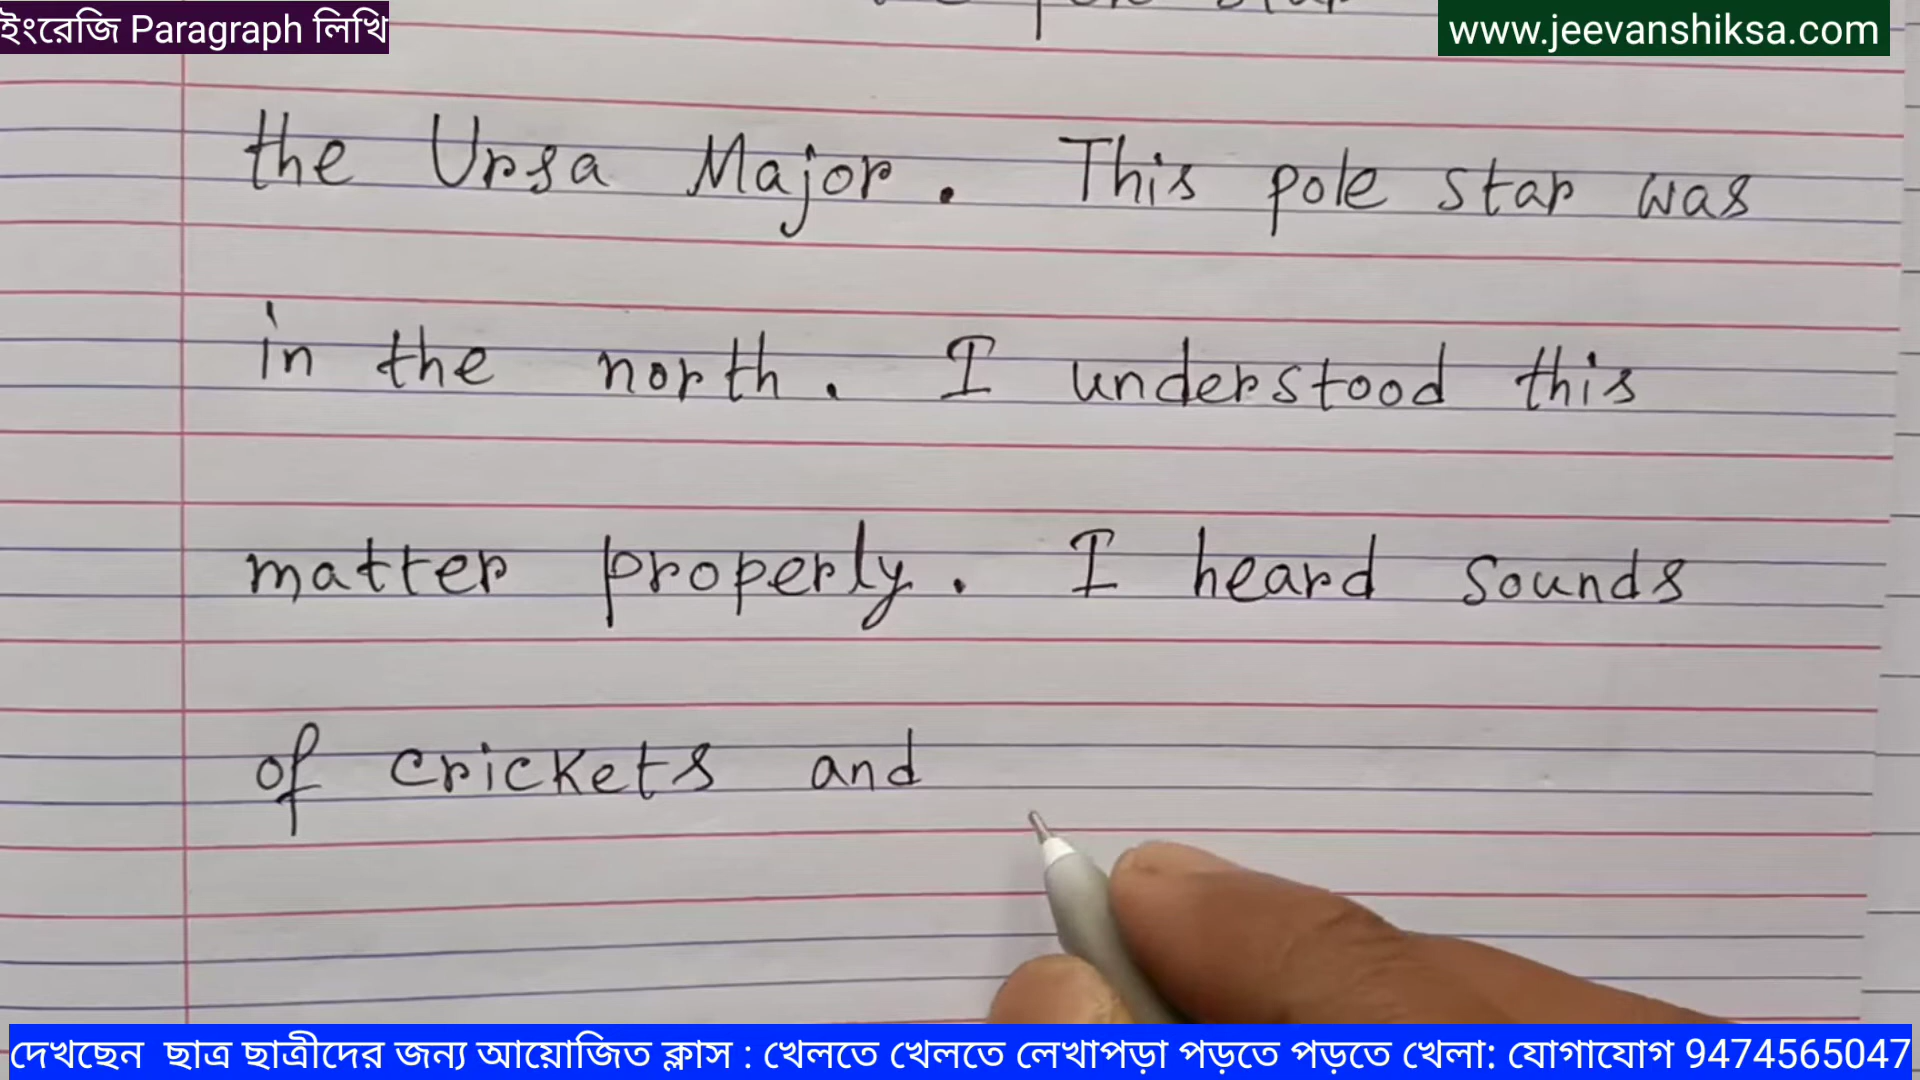 ইংরেজি Paragraph লিখি
www.jeevanshiksa.com
the Ursa Major. This pole star was
in the north. I understood this
matter properly. I heard sounds
of crickets and
দেখছেন ছাত্র ছাত্রীদের জন্য আয়োজিত ক্লাস : খেলতে খেলতে লেখাপড়া পড়তে পড়তে খেলা: যোগাযোগ 9474565047